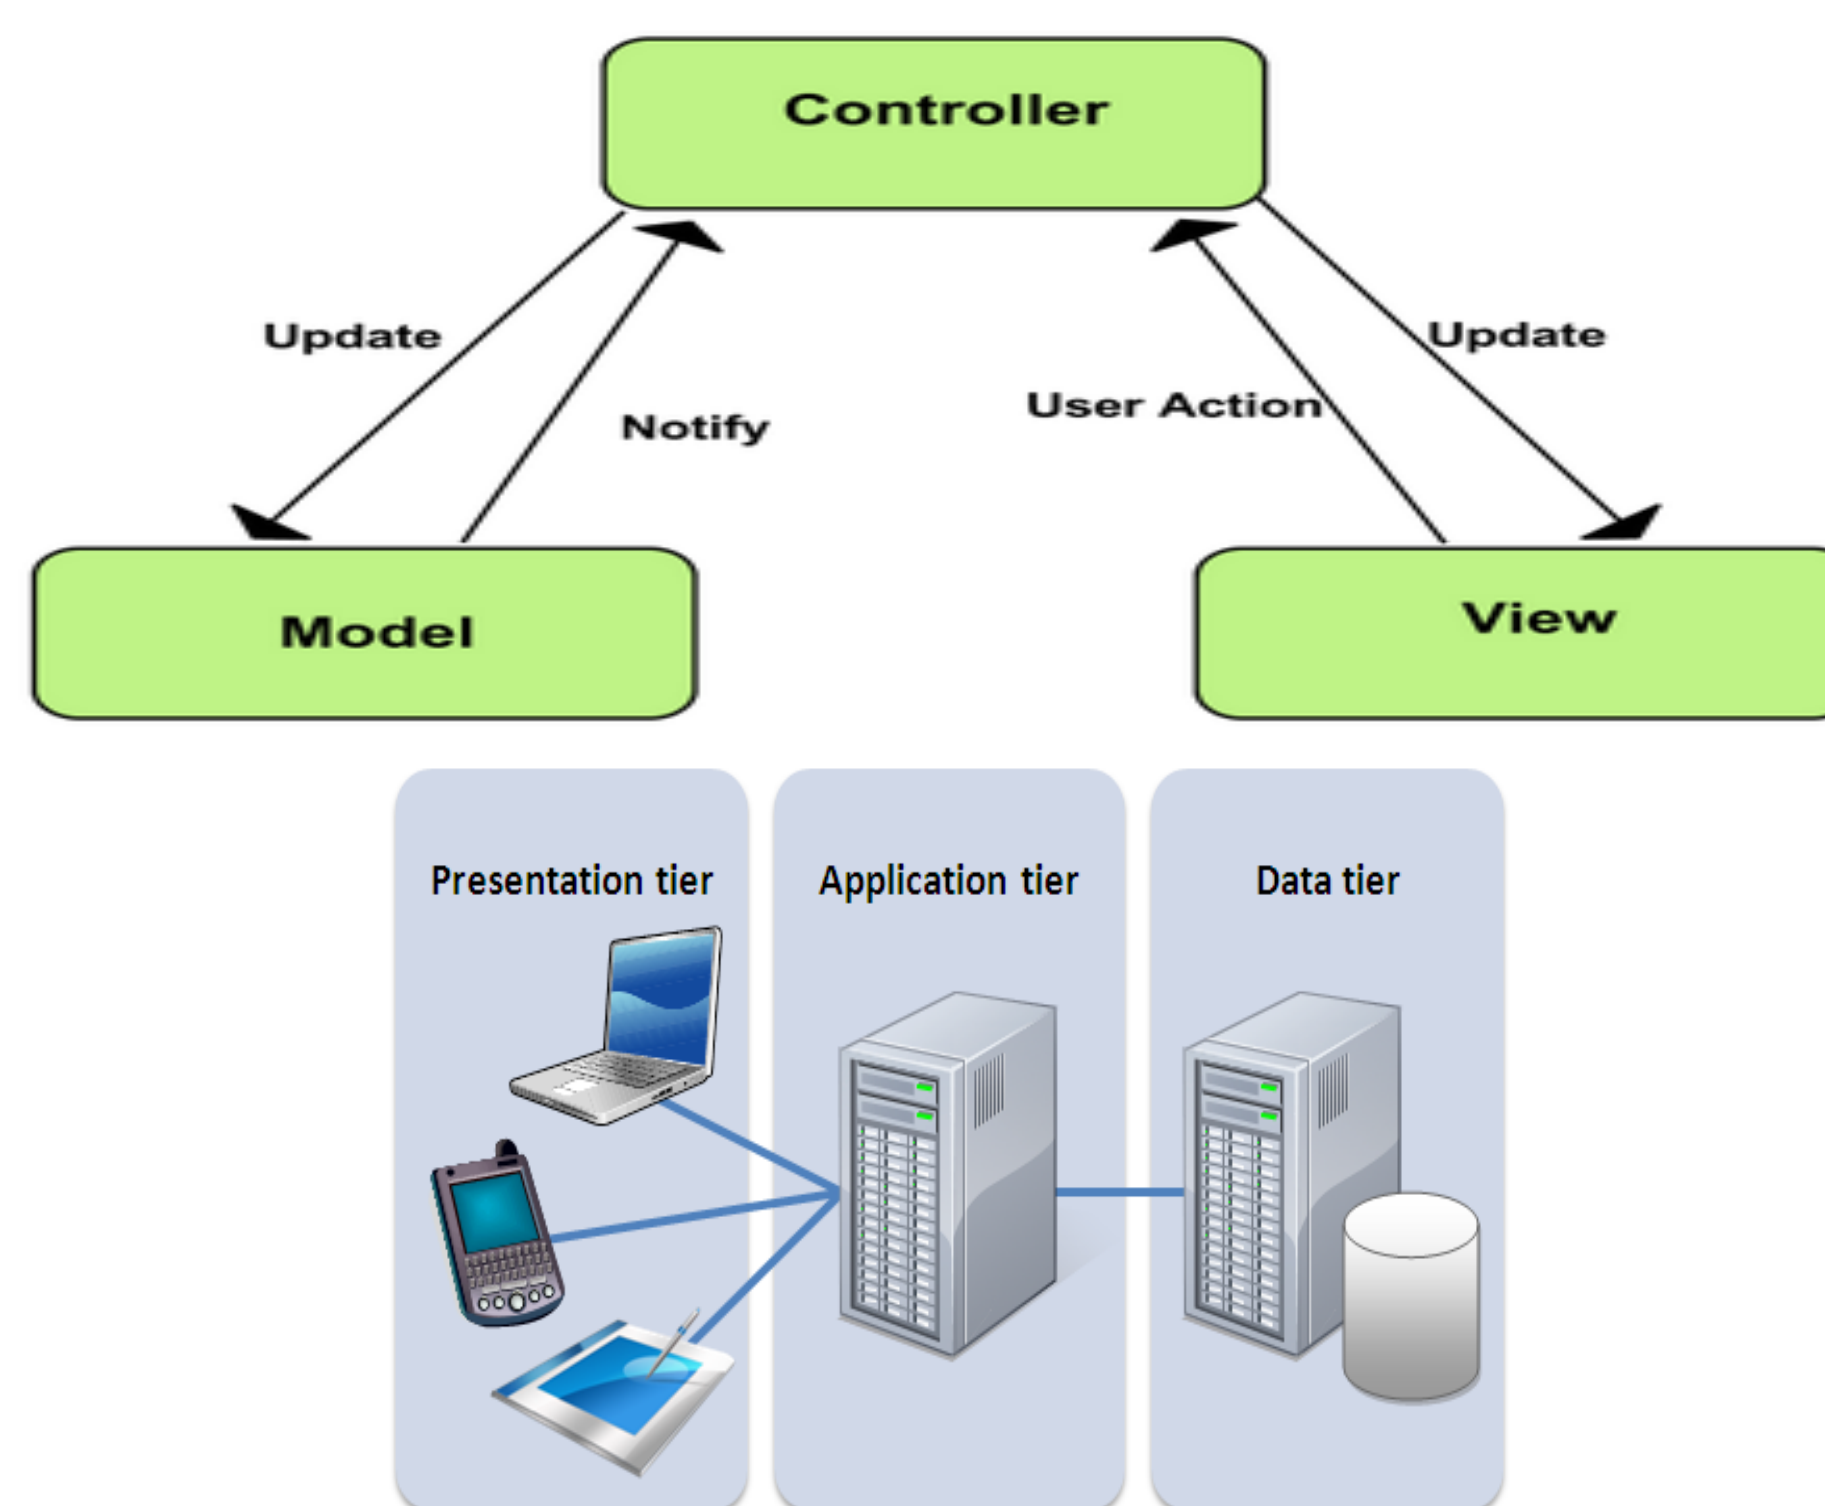 Controller
Update
Update
User Action
Notify
Model
View
Presentation tier
Application tier
Data tier